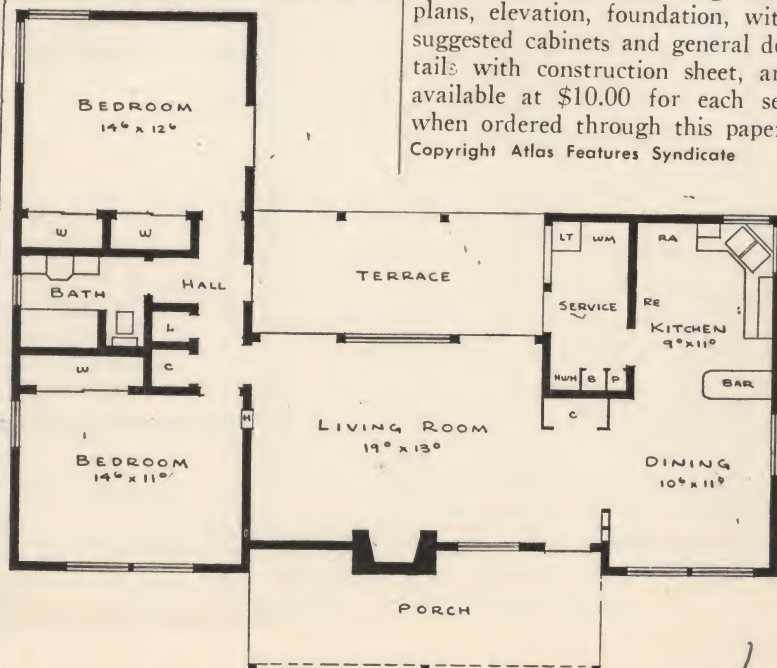 plans, elevation, foundation, wit
suggested cabinets and general de
tails with construction sheet, ar
available at $10.00 for each se
when ordered through this paper
Copyright Atlas Features Syndicate
BEDROOM
14⁶ x 12⁶
W
W
BATH
HALL
L
C
W
BEDROOM
14⁶ x 11⁰
H
TERRACE
LIVING ROOM
19⁰ x 13⁰
PORCH
LT
WM
SERVICE
HWH
B
P
C
RA
RE
KITCHEN
9⁰ x 11⁰
BAR
DINING
10⁶ x 11⁶